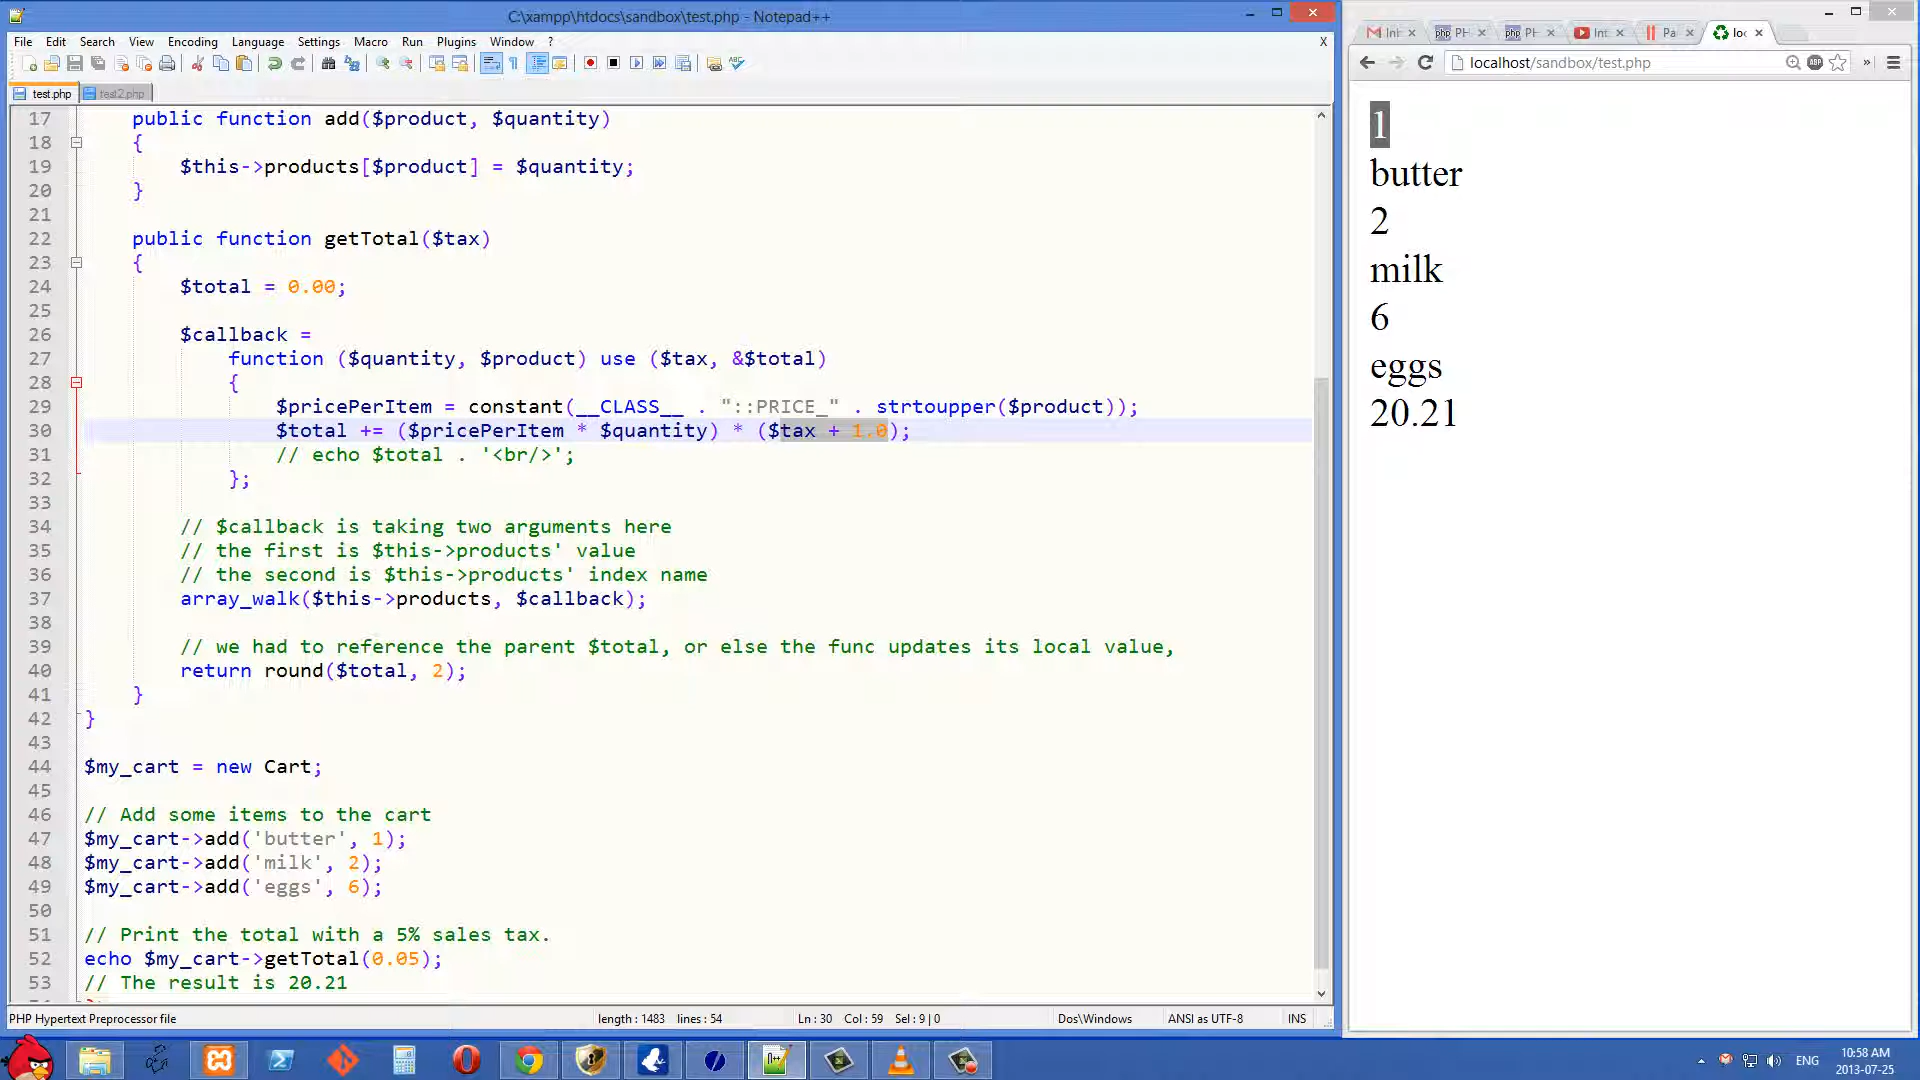 C:\xampp\htdocs\sandbox\test.php - Notepad++
File Edit Search View Encoding Language Settings Macro Run Plugins Window ? X
test.php test2.php
17 public function add($product, $quantity)
18 {
19 $this->products[$product] = $quantity;
20 }
21
22 public function getTotal($tax)
23 {
24 $total = 0.00;
25
26 $callback =
27 function ($quantity, $product) use ($tax, &$total)
28 {
29 $pricePerItem = constant(__CLASS__ . "::PRICE_" . strtoupper($product));
30 $total += ($pricePerItem * $quantity) * ($tax + 1.0);
31 // echo $total . '<br/>';
32 };
33
34 // $callback is taking two arguments here
35 // the first is $this->products' value
36 // the second is $this->products' index name
37 array_walk($this->products, $callback);
38
39 // we had to reference the parent $total, or else the func updates its local value,
40 return round($total, 2);
41 }
42 }
43
44 $my_cart = new Cart;
45
46 // Add some items to the cart
47 $my_cart->add('butter', 1);
48 $my_cart->add('milk', 2);
49 $my_cart->add('eggs', 6);
50
51 // Print the total with a 5% sales tax.
52 echo $my_cart->getTotal(0.05);
53 // The result is 20.21
PHP Hypertext Preprocessor file length : 1483 lines : 54 Ln : 30 Col : 59 Sel : 9 | 0 Dos\Windows ANSI as UTF-8 INS
php PH php PH Int Pa loc
localhost/sandbox/test.php ABP »
1
butter
2
milk
6
eggs
20.21
ENG 10:58 AM
2013-07-25